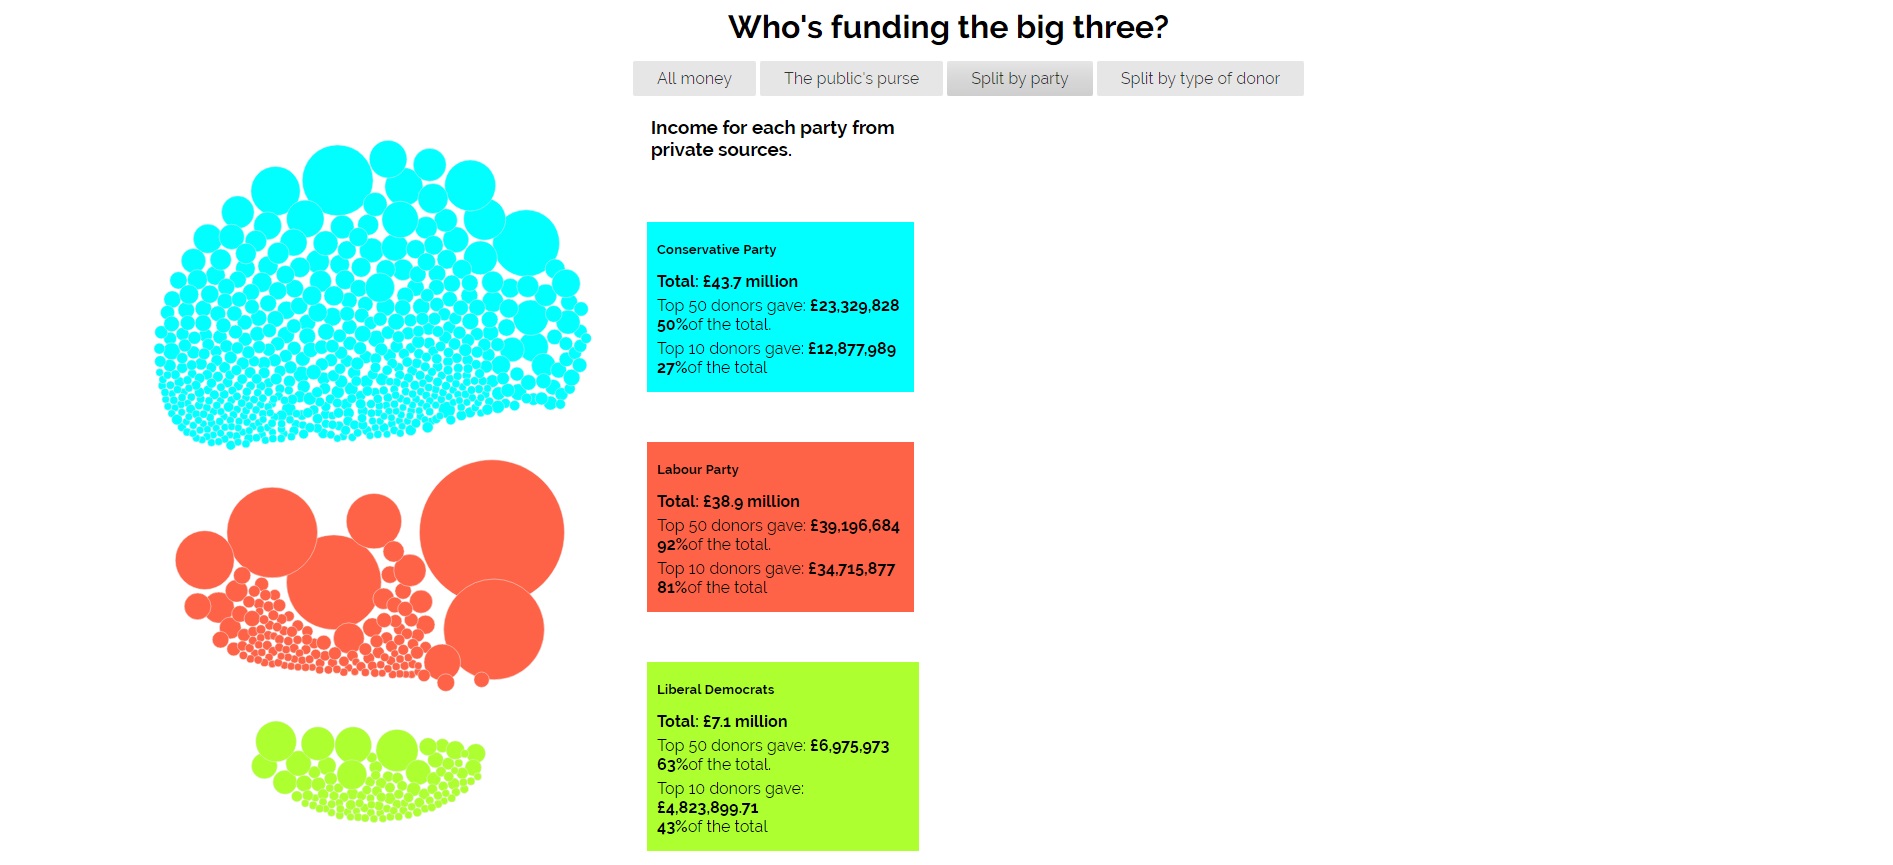 Who's funding the big three?
All money
The public's purse
Split by party
Split by type of donor
Income for each party from
private sources.
Conservative Party
Total: £43.7 million
Top 50 donors gave: £23,329,828
50%of the total.
Top 10 donors gave: £12,877,989
27%of the total
Labour Party
Total: £38.9 million
Top 50 donors gave: £39,196,684
92%of the total.
Top 10 donors gave: £34,715,877
81%of the total
Liberal Democrats
Total: £7.1 million
Top 50 donors gave: £6,975,973
63%of the total.
Top 10 donors gave:
£4,823,899.71
43%of the total